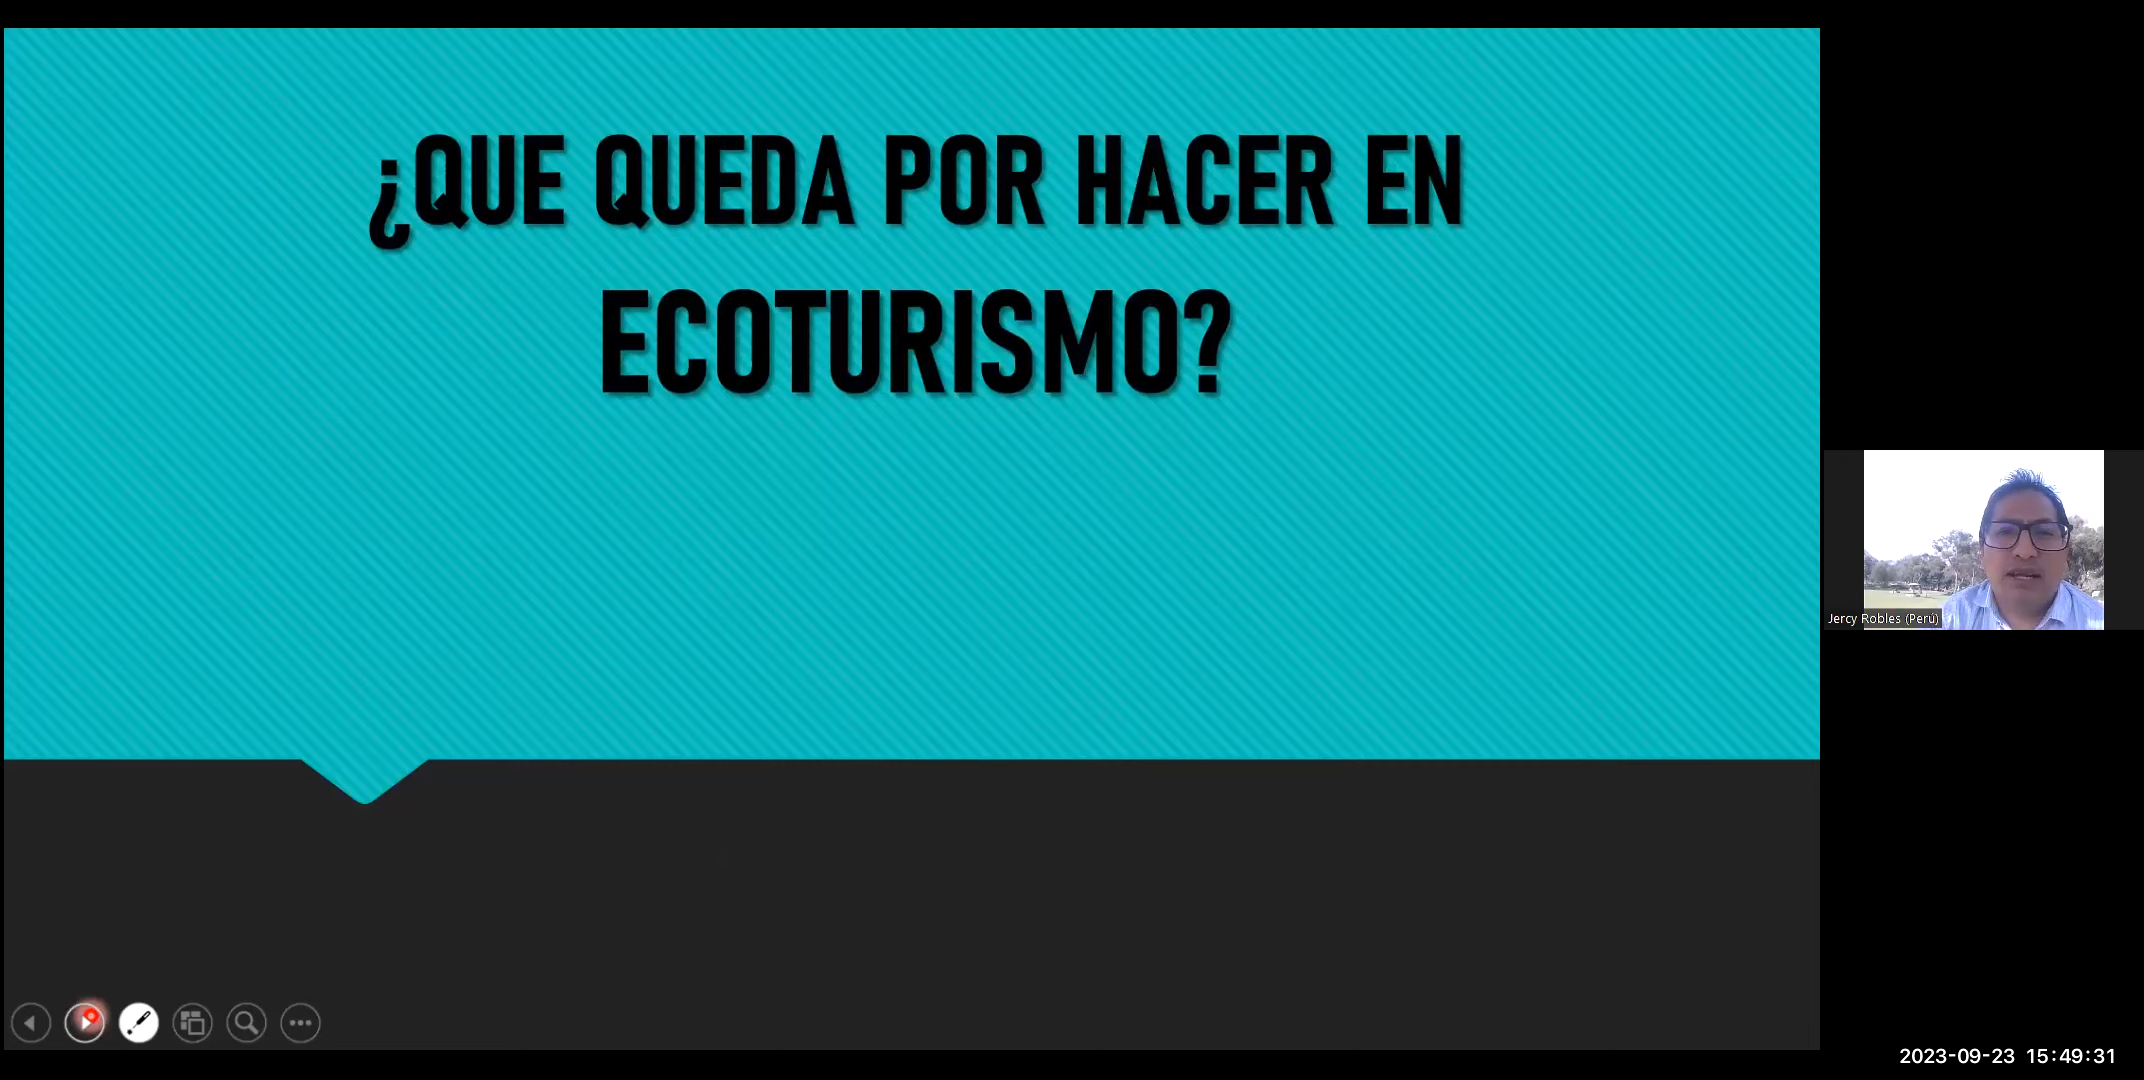 ¿QUE QUEDA POR HACER EN
ECOTURISMO?
Jercy Robles (Perú)
2023-09-23 15:49:31